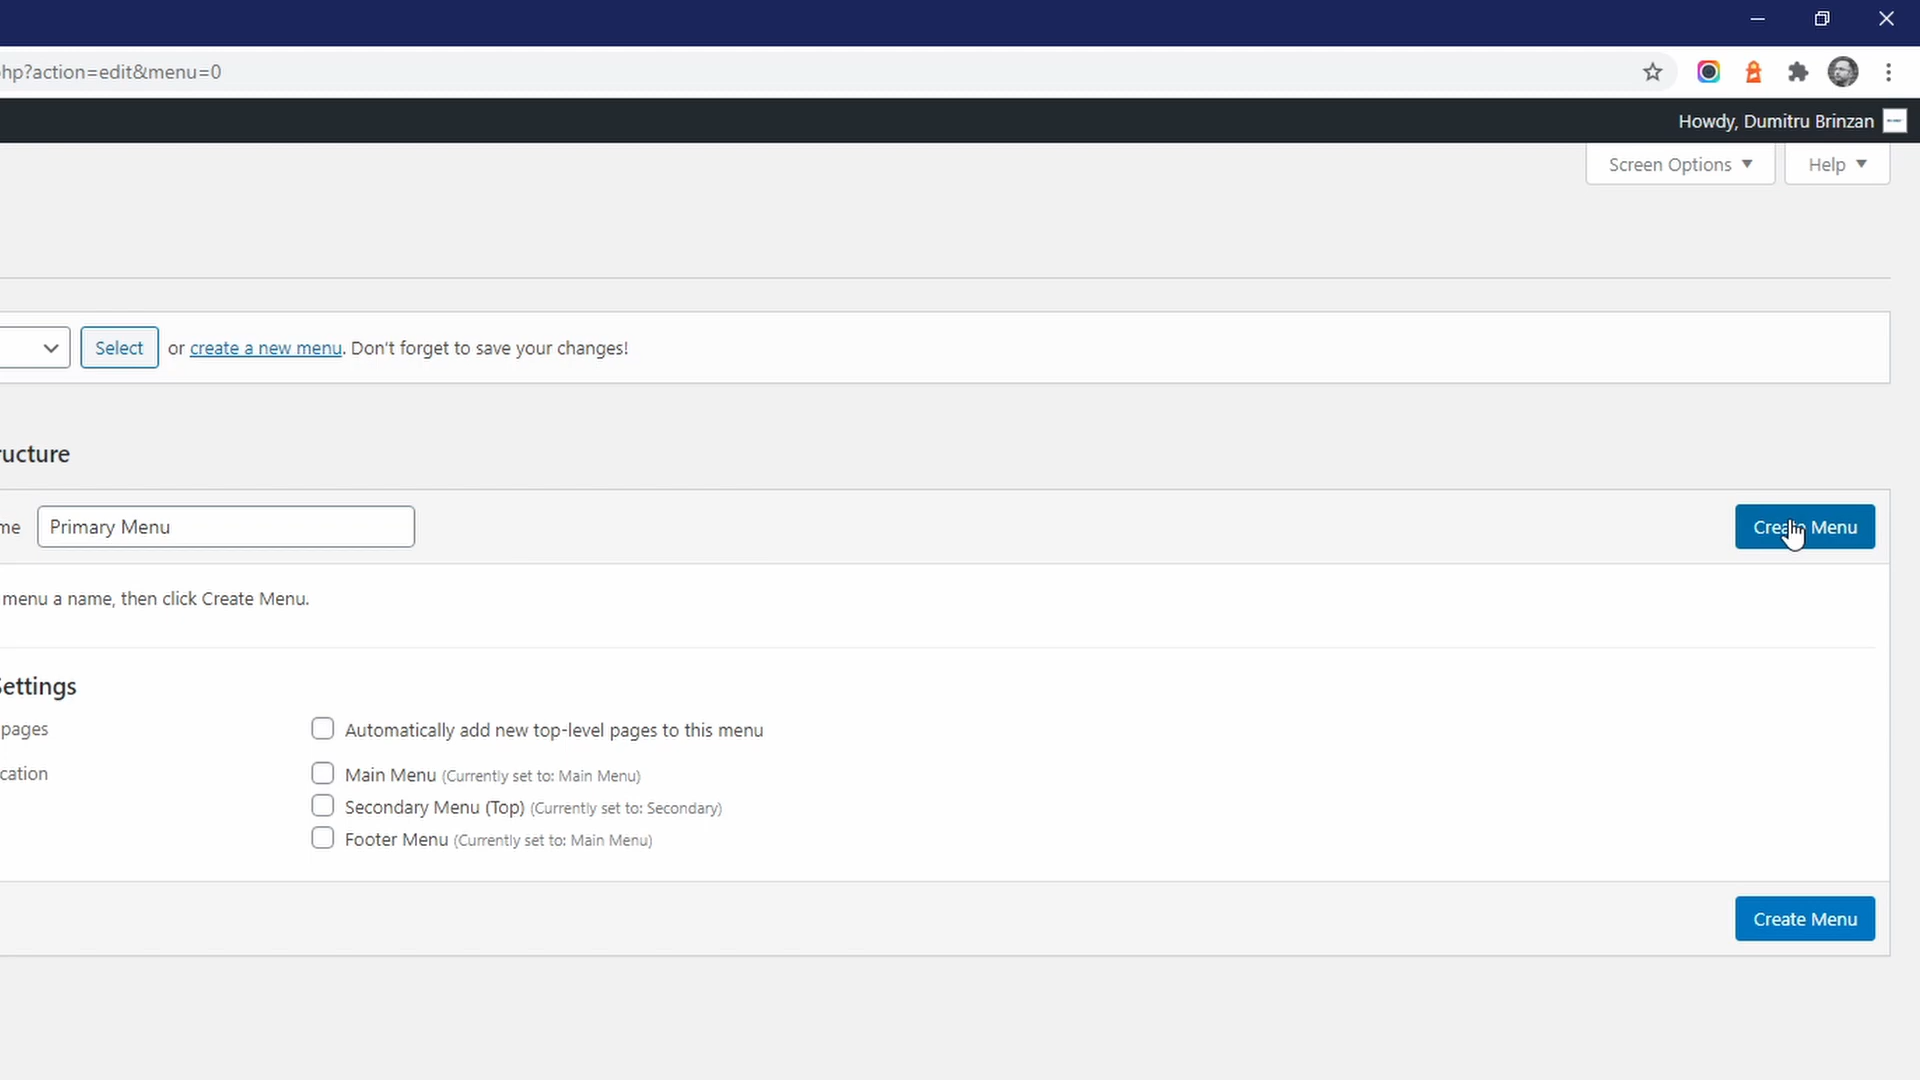 hp?action=edit&menu=0
Howdy, Dumitru Brinzan
Screen Options
Help
Select or create a new menu. Don't forget to save your changes!
ructure
me Primary Menu
Create Menu
menu a name, then click Create Menu.
Settings
pages
Automatically add new top-level pages to this menu
cation
Main Menu (Currently set to: Main Menu)
Secondary Menu (Top) (Currently set to: Secondary)
Footer Menu (Currently set to: Main Menu)
Create Menu